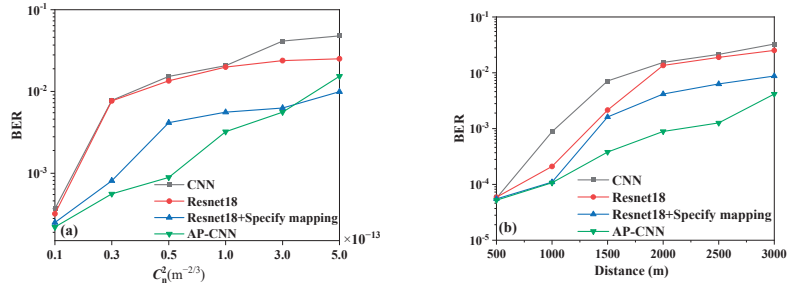 10⁻¹
10⁻²
10⁻³
BER
CNN
Resnet18
Resnet18+Specify mapping
AP-CNN
(a)
0.1 0.3 0.5 1.0 3.0 5.0
×10⁻¹³
Cₙ²(m⁻²/³)
10⁻¹
10⁻²
10⁻³
10⁻⁴
10⁻⁵
BER
CNN
Resnet18
Resnet18+Specify mapping
AP-CNN
(b)
500 1000 1500 2000 2500 3000
Distance (m)